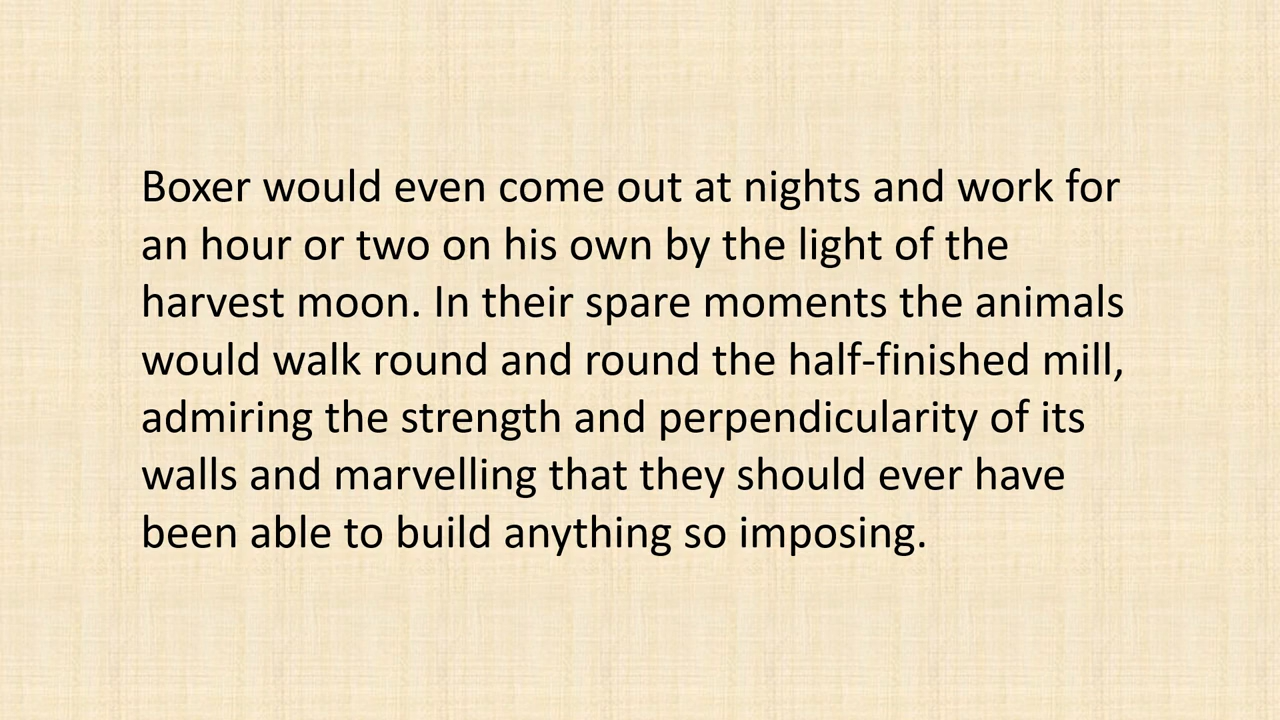 Boxer would even come out at nights and work for
an hour or two on his own by the light of the
harvest moon. In their spare moments the animals
would walk round and round the half-finished mill,
admiring the strength and perpendicularity of its
walls and marvelling that they should ever have
been able to build anything so imposing.